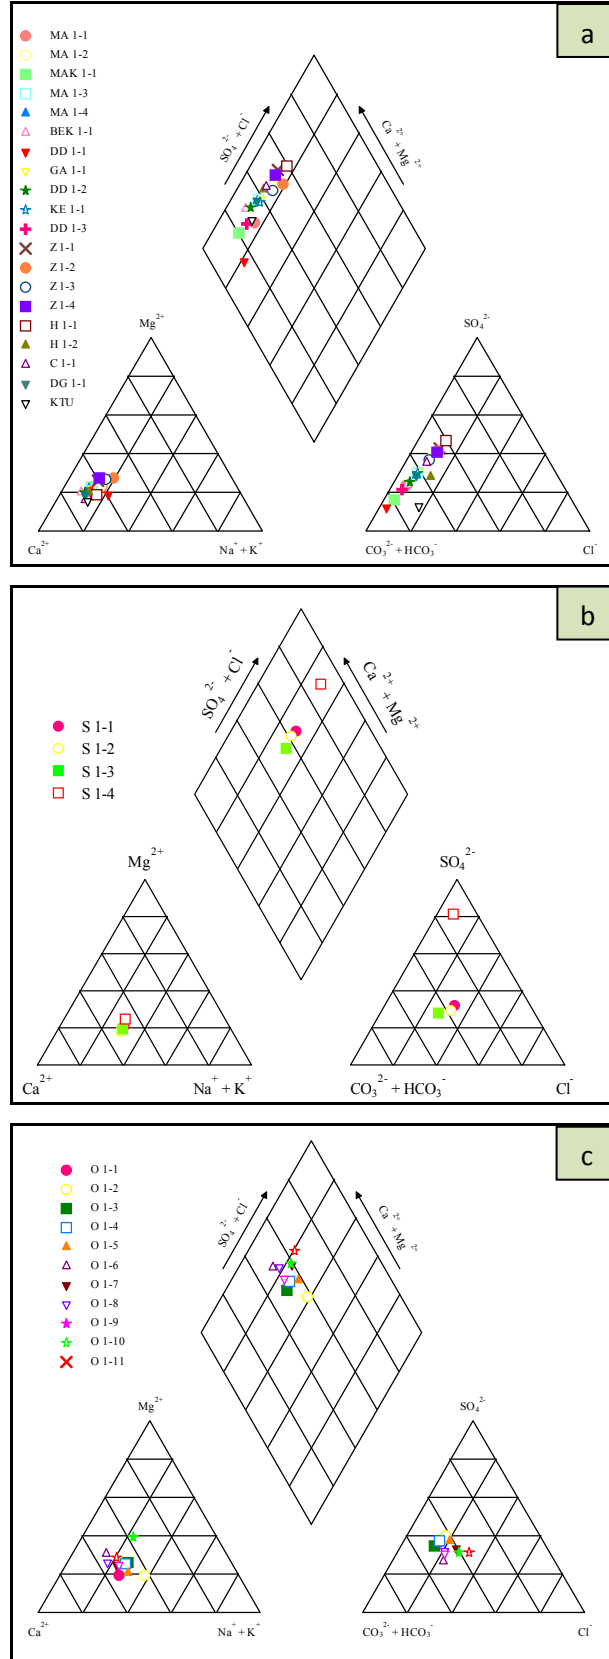 a
MA 1-1
MA 1-2
MAK 1-1
MA 1-3
MA 1-4
BEK 1-1
DD 1-1
GA 1-1
DD 1-2
KE 1-1
DD 1-3
Z 1-1
Z 1-2
Z 1-3
Z 1-4
H 1-1
H 1-2
C 1-1
DG 1-1
KTU
SO₄²⁻ + Cl⁻
Ca²⁺ + Mg²⁺
Mg²⁺
SO₄²⁻
Ca²⁺
Na⁺ + K⁺
CO₃²⁻ + HCO₃⁻
Cl⁻
b
SO₄²⁻ + Cl⁻
Ca²⁺ + Mg²⁺
S 1-1
S 1-2
S 1-3
S 1-4
Mg²⁺
SO₄²⁻
Ca²⁺
Na⁺ + K⁺
CO₃²⁻ + HCO₃⁻
Cl⁻
c
O 1-1
O 1-2
O 1-3
O 1-4
O 1-5
O 1-6
O 1-7
O 1-8
O 1-9
O 1-10
O 1-11
SO₄²⁻ + Cl⁻
Ca²⁺ + Mg²⁺
Mg²⁺
SO₄²⁻
Ca²⁺
Na⁺ + K⁺
CO₃²⁻ + HCO₃⁻
Cl⁻